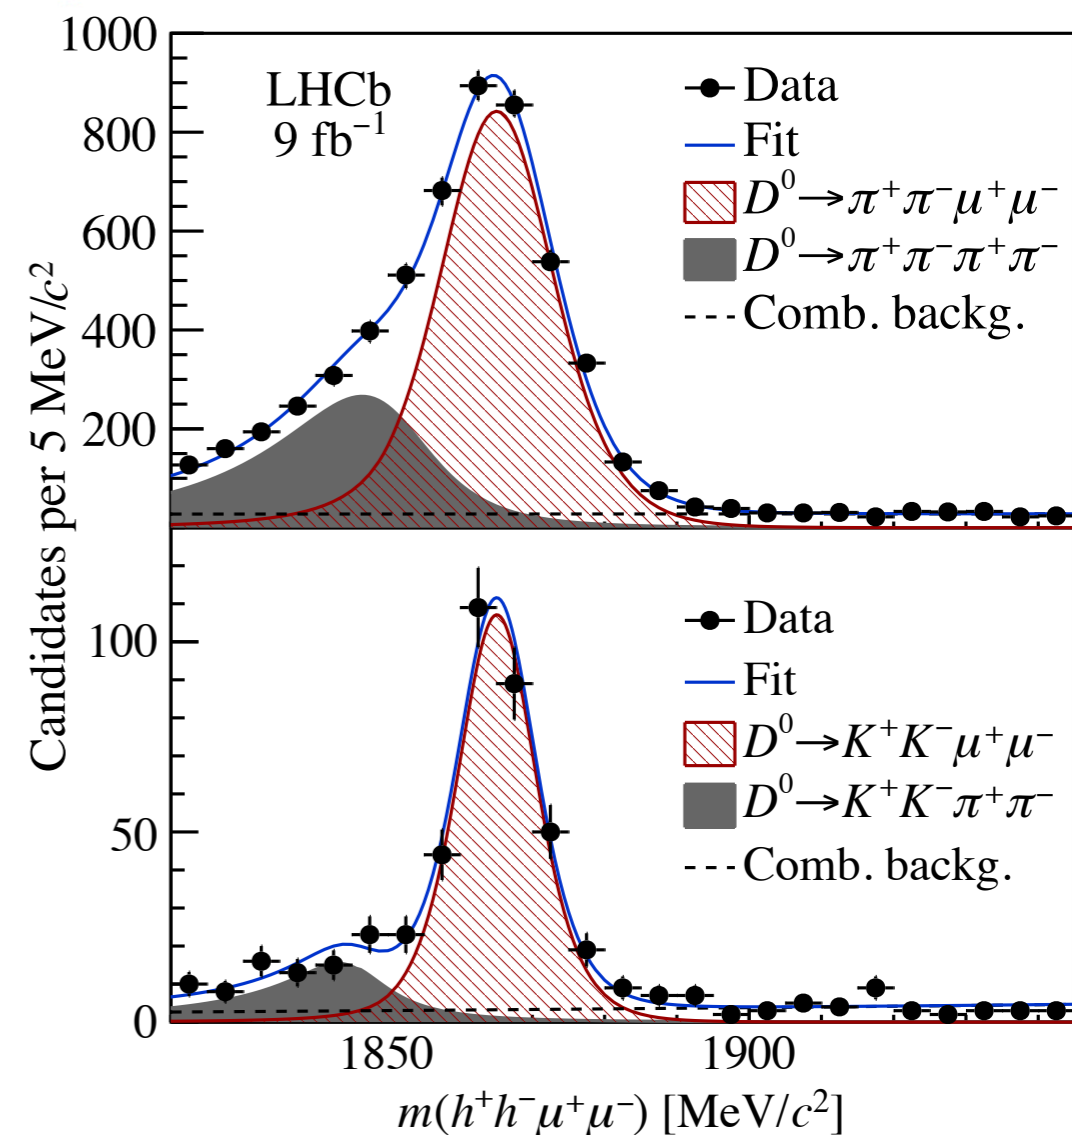 Candidates per 5 MeV/c²
1000
800
600
400
200
LHCb
9 fb⁻¹
Data
Fit
D⁰→π⁺π⁻μ⁺μ⁻
D⁰→π⁺π⁻π⁺π⁻
Comb. backg.
100
50
0
Data
Fit
D⁰→K⁺K⁻μ⁺μ⁻
D⁰→K⁺K⁻π⁺π⁻
Comb. backg.
1850
1900
m(h⁺h⁻μ⁺μ⁻) [MeV/c²]